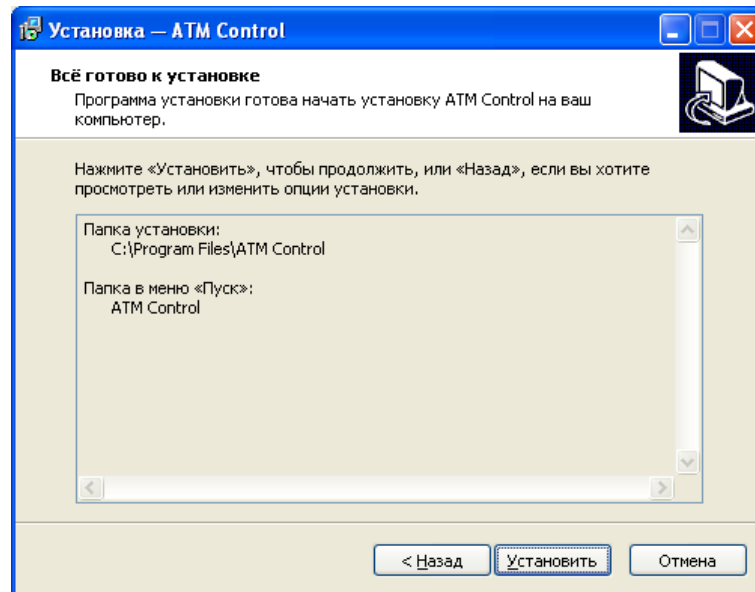 Установка — ATM Control
Всё готово к установке
Программа установки готова начать установку ATM Control на ваш
компьютер.
Нажмите «Установить», чтобы продолжить, или «Назад», если вы хотите
просмотреть или изменить опции установки.
Папка установки:
C:\Program Files\ATM Control
Папка в меню «Пуск»:
ATM Control
< Назад
Установить
Отмена